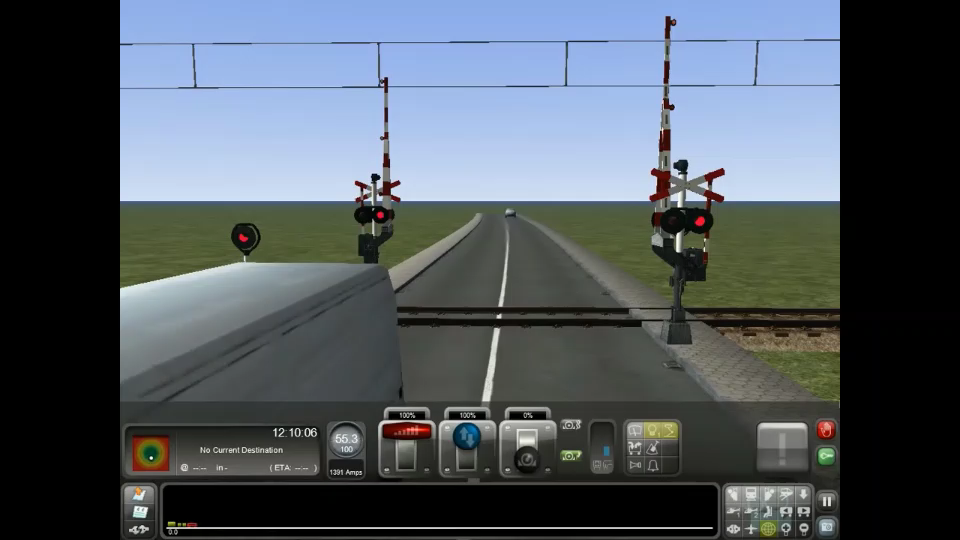 100%
100%
0%
12:10:06
No Current Destination
@ --:-- in- ( ETA: --:-- )
55.3
100
1391 Amps
0.0